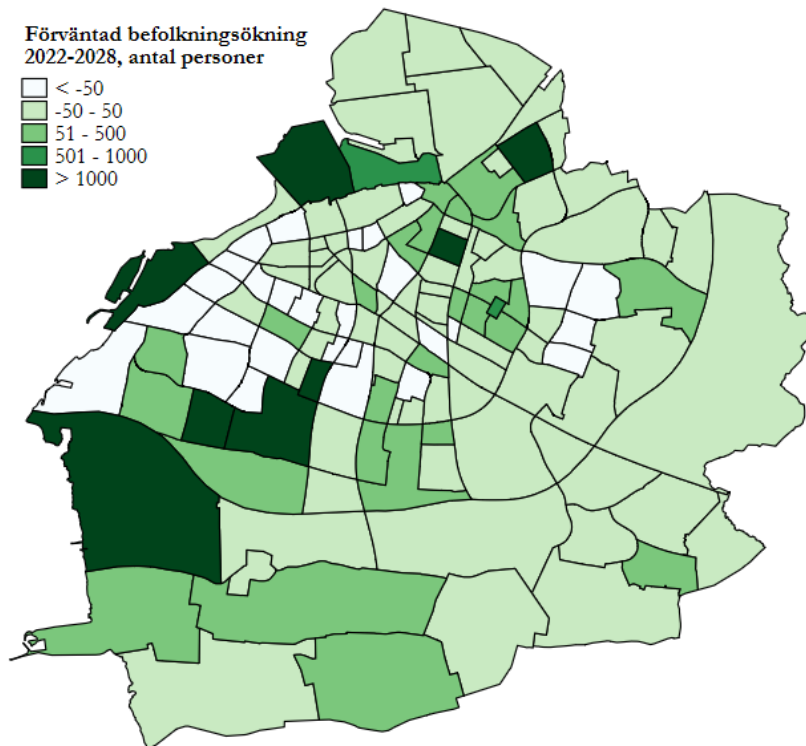 Förväntad befolkningsökning
2022-2028, antal personer
< -50
-50 - 50
51 - 500
501 - 1000
> 1000